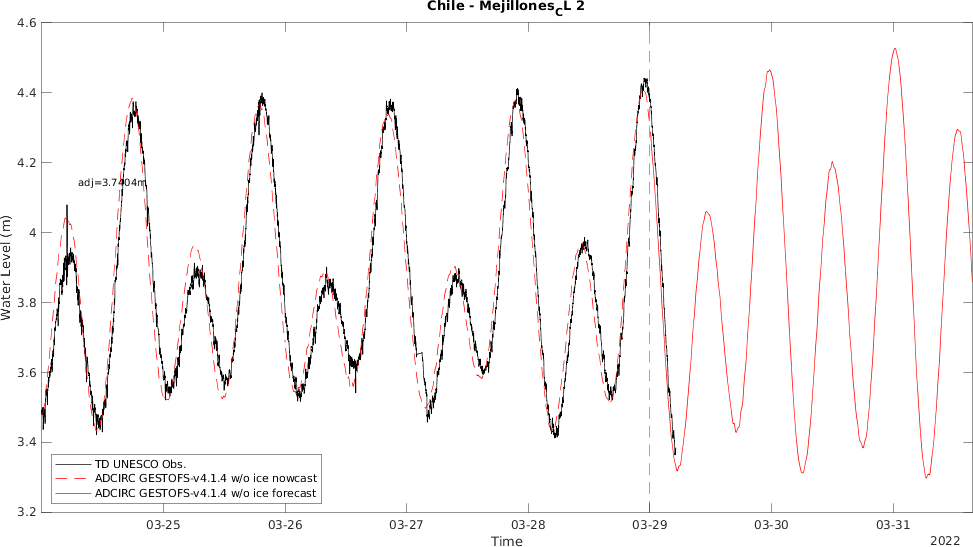 Chile - Mejillones_CL 2
4.6
4.4
4.2
4
3.8
3.6
3.4
3.2
Water Level (m)
adj=3.7404m
TD UNESCO Obs.
ADCIRC GESTOFS-v4.1.4 w/o ice nowcast
ADCIRC GESTOFS-v4.1.4 w/o ice forecast
03-25 03-26 03-27 03-28 03-29 03-30 03-31
Time
2022